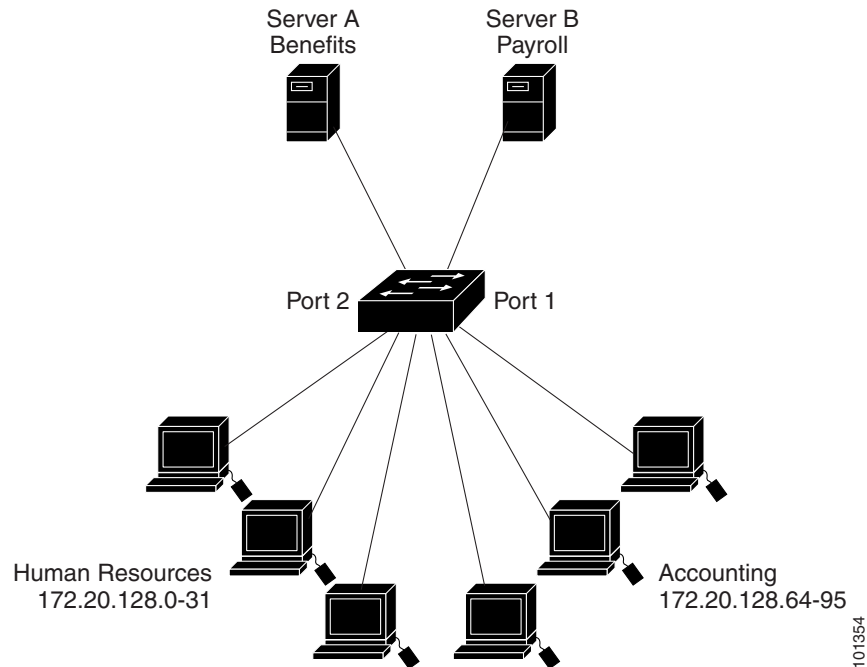 Server A
Benefits
Server B
Payroll
Port 2
Port 1
Human Resources
172.20.128.0-31
Accounting
172.20.128.64-95
101354